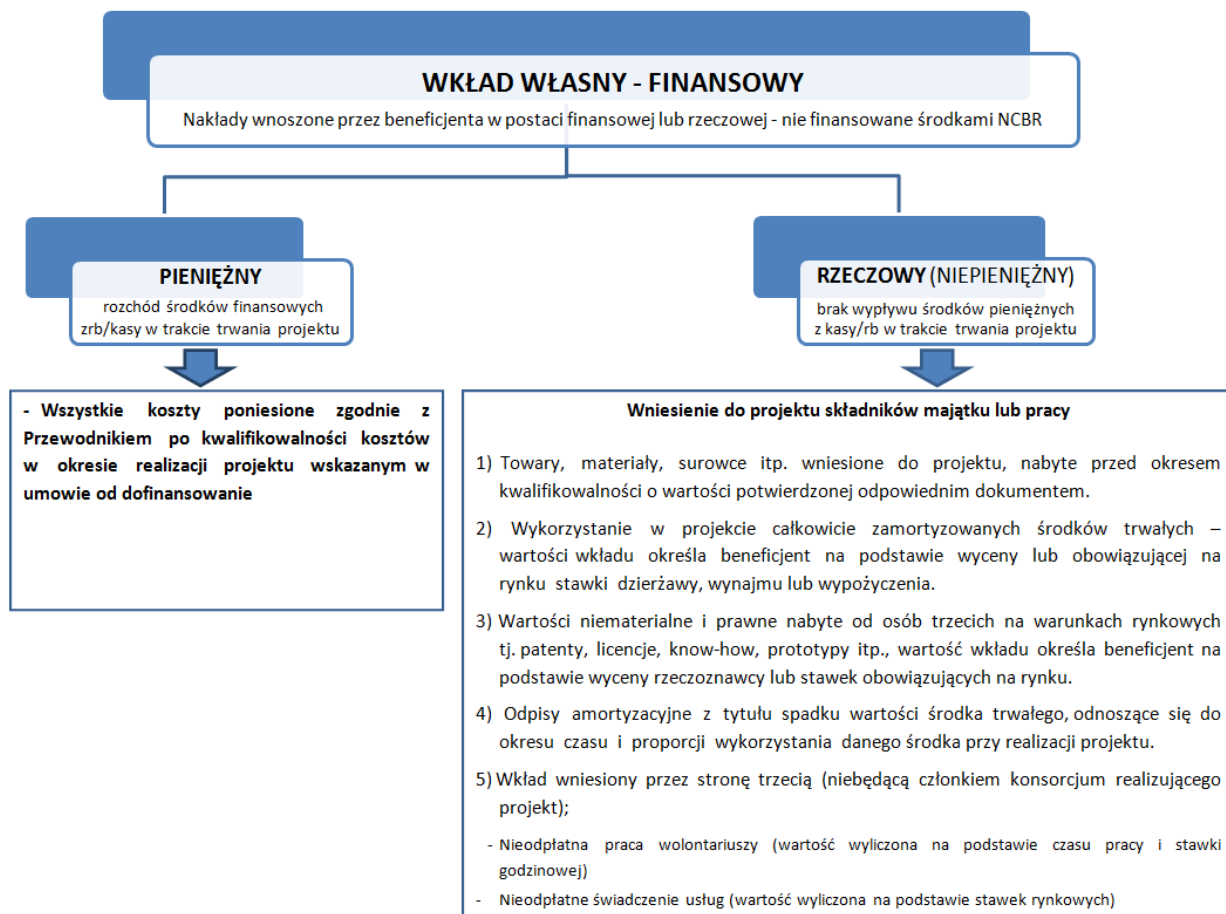 WKŁAD WŁASNY - FINANSOWY
Nakłady wnoszone przez beneficjenta w postaci finansowej lub rzeczowej - nie finansowane środkami NCBR
PIENIĘŻNY
rozchód środków finansowych
zrb/kasy w trakcie trwania projektu
RZECZOWY (NIEPIENIĘŻNY)
brak wypływu środków pieniężnych
z kasy/rb w trakcie trwania projektu
- Wszystkie koszty poniesione zgodnie z
Przewodnikiem po kwalifikowalności kosztów
w okresie realizacji projektu wskazanym w
umowie od dofinansowanie
Wniesienie do projektu składników majątku lub pracy
1) Towary, materiały, surowce itp. wniesione do projektu, nabyte przed okresem
kwalifikowalności o wartości potwierdzonej odpowiednim dokumentem.
2) Wykorzystanie w projekcie całkowicie zamortyzowanych środków trwałych –
wartości wkładu określa beneficjent na podstawie wyceny lub obowiązującej na
rynku stawki dzierżawy, wynajmu lub wypożyczenia.
3) Wartości niematerialne i prawne nabyte od osób trzecich na warunkach rynkowych
tj. patenty, licencje, know-how, prototypy itp., wartość wkładu określa beneficjent na
podstawie wyceny rzeczoznawcy lub stawek obowiązujących na rynku.
4) Odpisy amortyzacyjne z tytułu spadku wartości środka trwałego, odnoszące się do
okresu czasu i proporcji wykorzystania danego środka przy realizacji projektu.
5) Wkład wniesiony przez stronę trzecią (niebędącą członkiem konsorcjum realizującego
projekt);
- Nieodpłatna praca wolontariuszy (wartość wyliczona na podstawie czasu pracy i stawki
godzinowej)
- Nieodpłatne świadczenie usług (wartość wyliczona na podstawie stawek rynkowych)